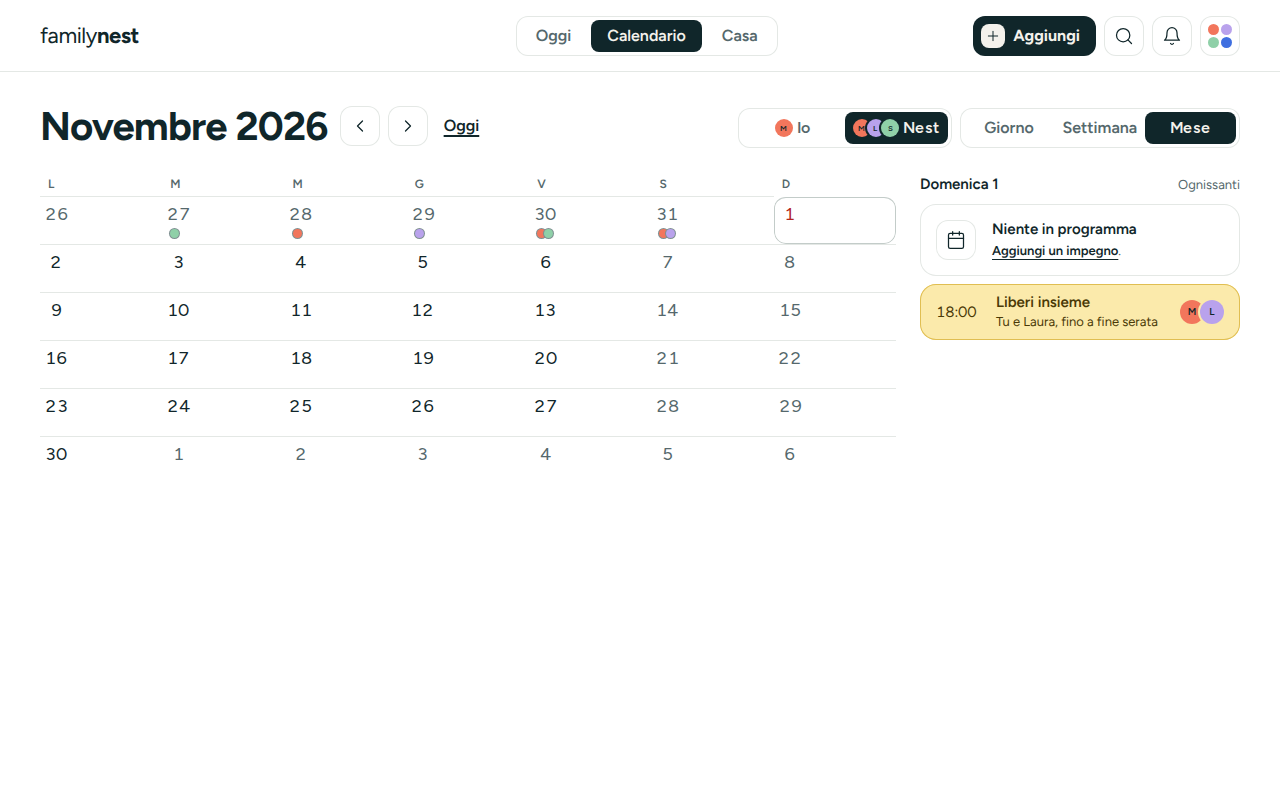 familynest
Oggi Calendario Casa
Aggiungi
Novembre 2026
Oggi
M Io
M L S Nest
Giorno Settimana Mese
L M M G V S D
26 27 28 29 30 31 1
2 3 4 5 6 7 8
9 10 11 12 13 14 15
16 17 18 19 20 21 22
23 24 25 26 27 28 29
30 1 2 3 4 5 6
Domenica 1 Ognissanti
Niente in programma
Aggiungi un impegno.
18:00 Liberi insieme
Tu e Laura, fino a fine serata
M L